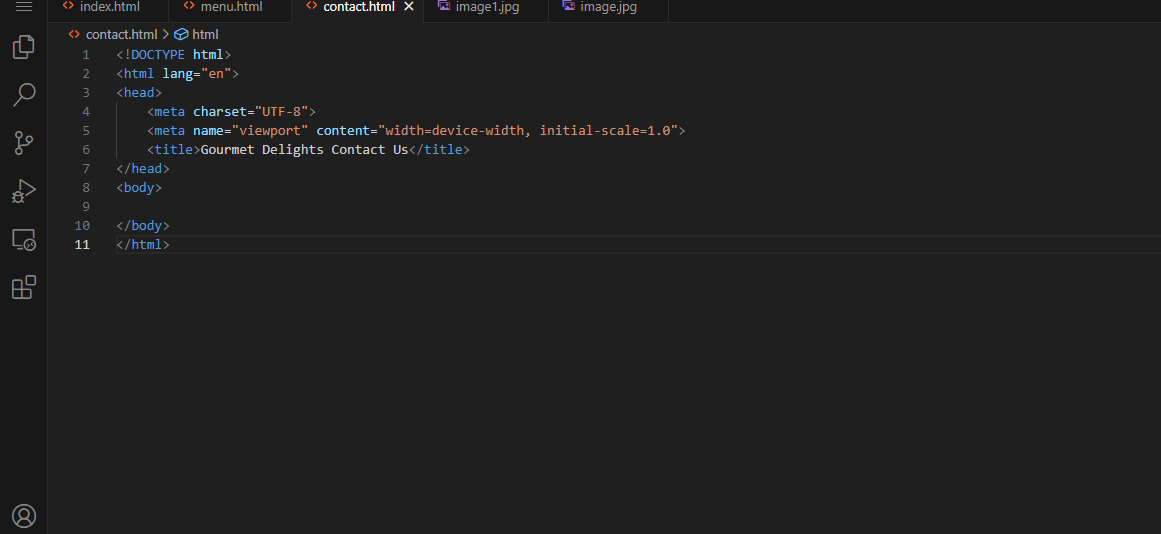 index.html menu.html contact.html image1.jpg image.jpg
contact.html > html
1 <!DOCTYPE html>
2 <html lang="en">
3 <head>
4     <meta charset="UTF-8">
5     <meta name="viewport" content="width=device-width, initial-scale=1.0">
6     <title>Gourmet Delights Contact Us</title>
7 </head>
8 <body>
9
10 </body>
11 </html>